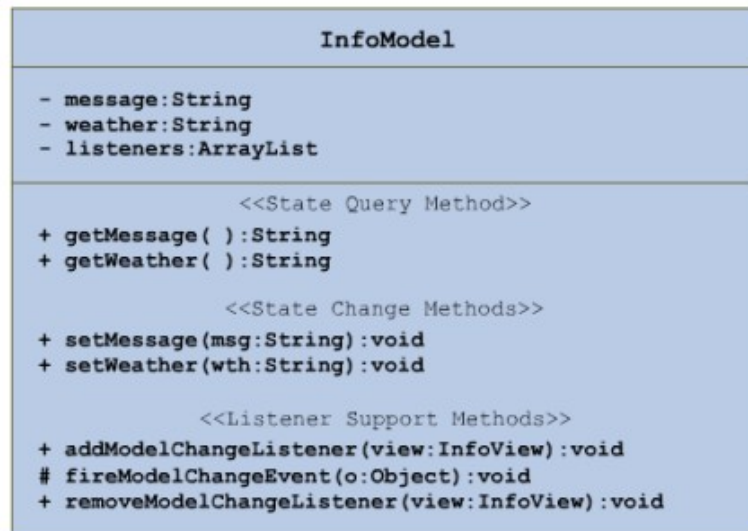 InfoModel
- message:String
- weather:String
- listeners:ArrayList
<<State Query Method>>
+ getMessage( ):String
+ getWeather( ):String
<<State Change Methods>>
+ setMessage(msg:String):void
+ setWeather(wth:String):void
<<Listener Support Methods>>
+ addModelChangeListener(view:InfoView):void
# fireModelChangeEvent(o:Object):void
+ removeModelChangeListener(view:InfoView):void